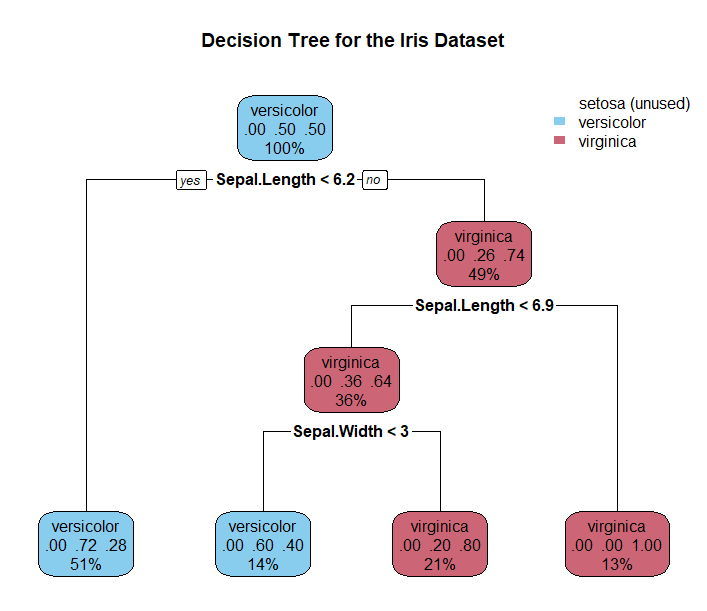 Decision Tree for the Iris Dataset
setosa (unused)
versicolor
virginica
versicolor
.00 .50 .50
100%
yes Sepal.Length < 6.2 no
virginica
.00 .26 .74
49%
Sepal.Length < 6.9
virginica
.00 .36 .64
36%
Sepal.Width < 3
versicolor
.00 .72 .28
51%
versicolor
.00 .60 .40
14%
virginica
.00 .20 .80
21%
virginica
.00 .00 1.00
13%